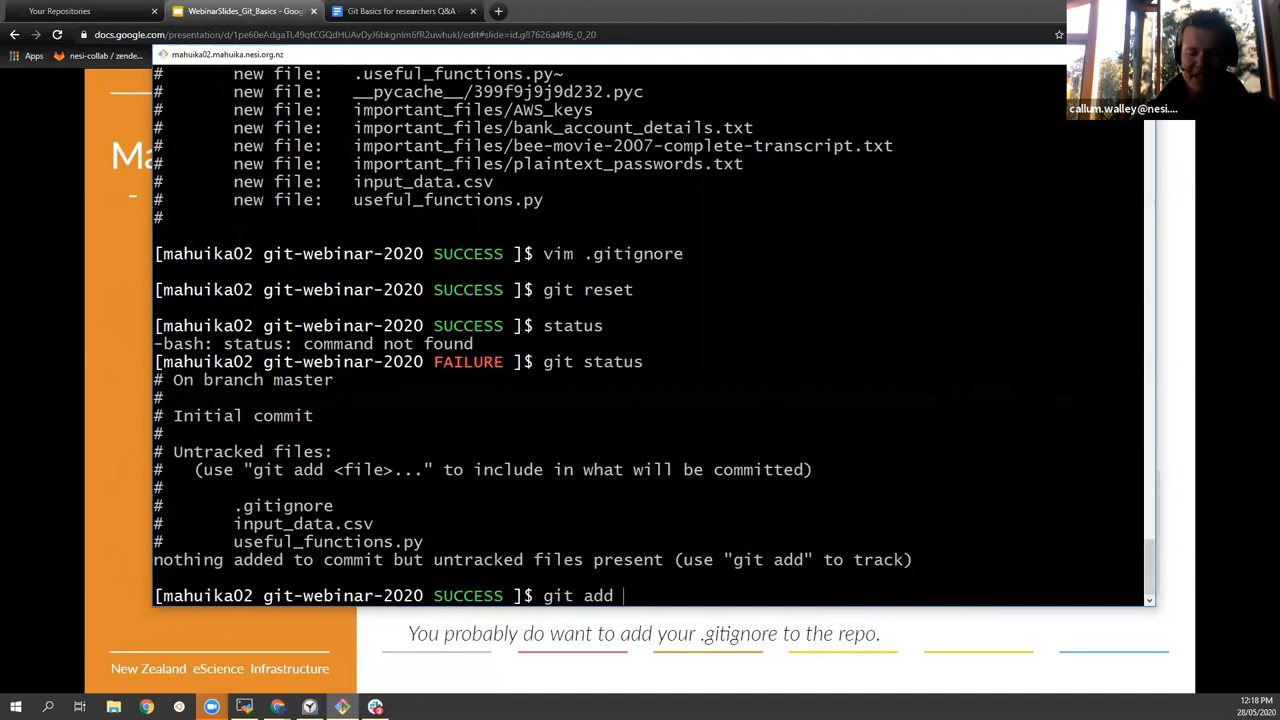 Your Repositories
WebinarSlides_Git_Basics - Goog
Git Basics for researchers Q&A -
docs.google.com/presentation/d/1pe60eAdgaTL49qtCGQdHUAvDyJ6bkgnIm6tF2uwhukI/edit#slide=id.g87626a49f6_0_20
Apps
nesi-collab / zende...
mahuika02.mahuika.nesi.org.nz
callum.walley@nesi....
Ma
-
# new file: .useful_functions.py~
# new file: __pycache__/399f9j9j9d232.pyc
# new file: important_files/AWS_keys
# new file: important_files/bank_account_details.txt
# new file: important_files/bee-movie-2007-complete-transcript.txt
# new file: important_files/plaintext_passwords.txt
# new file: input_data.csv
# new file: useful_functions.py
#
[mahuika02 git-webinar-2020 SUCCESS ]$ vim .gitignore
[mahuika02 git-webinar-2020 SUCCESS ]$ git reset
[mahuika02 git-webinar-2020 SUCCESS ]$ status
-bash: status: command not found
[mahuika02 git-webinar-2020 FAILURE ]$ git status
# On branch master
#
# Initial commit
#
# Untracked files:
# (use "git add <file>..." to include in what will be committed)
#
# .gitignore
# input_data.csv
# useful_functions.py
nothing added to commit but untracked files present (use "git add" to track)
[mahuika02 git-webinar-2020 SUCCESS ]$ git add
You probably do want to add your .gitignore to the repo.
New Zealand eScience Infrastructure
12:18 PM
28/05/2020